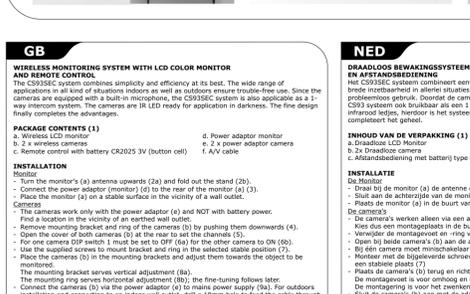 GB
WIRELESS MONITORING SYSTEM WITH LCD COLOR MONITOR
AND REMOTE CONTROL
The CS93SEC system combines simplicity and efficiency at its best. The wide range of
applications in all kind of situations indoors as well as outdoors ensure trouble-free use. Since the
cameras are equipped with a built-in microphone, the CS93SEC system is also applicable as a 1-
way intercom system. The cameras are IR LED ready for application in darkness. The fine design
finally completes the advantages.
PACKAGE CONTENTS (1)
a. Wireless LCD monitor
b. 2 x wireless cameras
c. Remote control with battery CR2025 3V (button cell)
d. Power adaptor monitor
e. 2 x power adaptor camera
f. A/V cable
INSTALLATION
Monitor
- Turn the monitor's (a) antenna upwards (2a) and fold out the stand (2b).
- Connect the power adaptor (monitor) (d) to the rear of the monitor (a) (3).
- Place the monitor (a) on a stable surface in the vicinity of a wall outlet.
Cameras
- The cameras work only with the power adaptor (e) and NOT with battery power.
Find a location in the vicinity of an earthed wall outlet.
- Remove mounting bracket and ring of the cameras (b) by pushing them downwards (4).
- Open the cover of both cameras (b) at the rear to set the channels (5).
- For one camera DIP switch 1 must be set to OFF (6a) for the other camera to ON (6b).
- Use the supplied screws to mount bracket and ring in the selected stable position (7).
- Place the cameras (b) in the mounting brackets and adjust them towards the object to be
monitored.
The mounting bracket serves vertical adjustment (8a).
The mounting ring serves horizontal adjustment (8b); the fine-tuning follows later.
- Connect the cameras (b) via the power adaptor (e) to mains power supply (9a). For outdoors
NED
DRAADLOOS BEWAKINGSSYSTEEM
EN AFSTANDSBEDIENING
Het CS93SEC systeem combineert een
brede inzetbaarheid in allerlei situaties
probleemloos gebruik. Doordat de cam
CS93 systeem ook bruikbaar als een 1
infrarood ledjes, hierdoor is het systee
completeert het geheel.
INHOUD VAN DE VERPAKKING (1)
a. Draadloze LCD Monitor
b. 2x Draadloze camera
c. Afstandsbediening met batterij type
INSTALLATIE
De Monitor
- Draai bij de monitor (a) de antenne
- Sluit aan de achterzijde van de moni
- Plaats de monitor (a) in de buurt var
De camera's
- De camera's werken alleen via een a
Kies dus een montageplaats in de bu
- Verwijder de montagevoet en -ring v
- Open bij beide camera's (b) aan de a
- Bij één camera moet minischakelaar
- Monteer met de bijgeleverde schroev
een stabiele plaats (7)
- Plaats de camera's (b) terug en richt
De montagevoet is voor omhoog en
De montagering is voor het zwenken